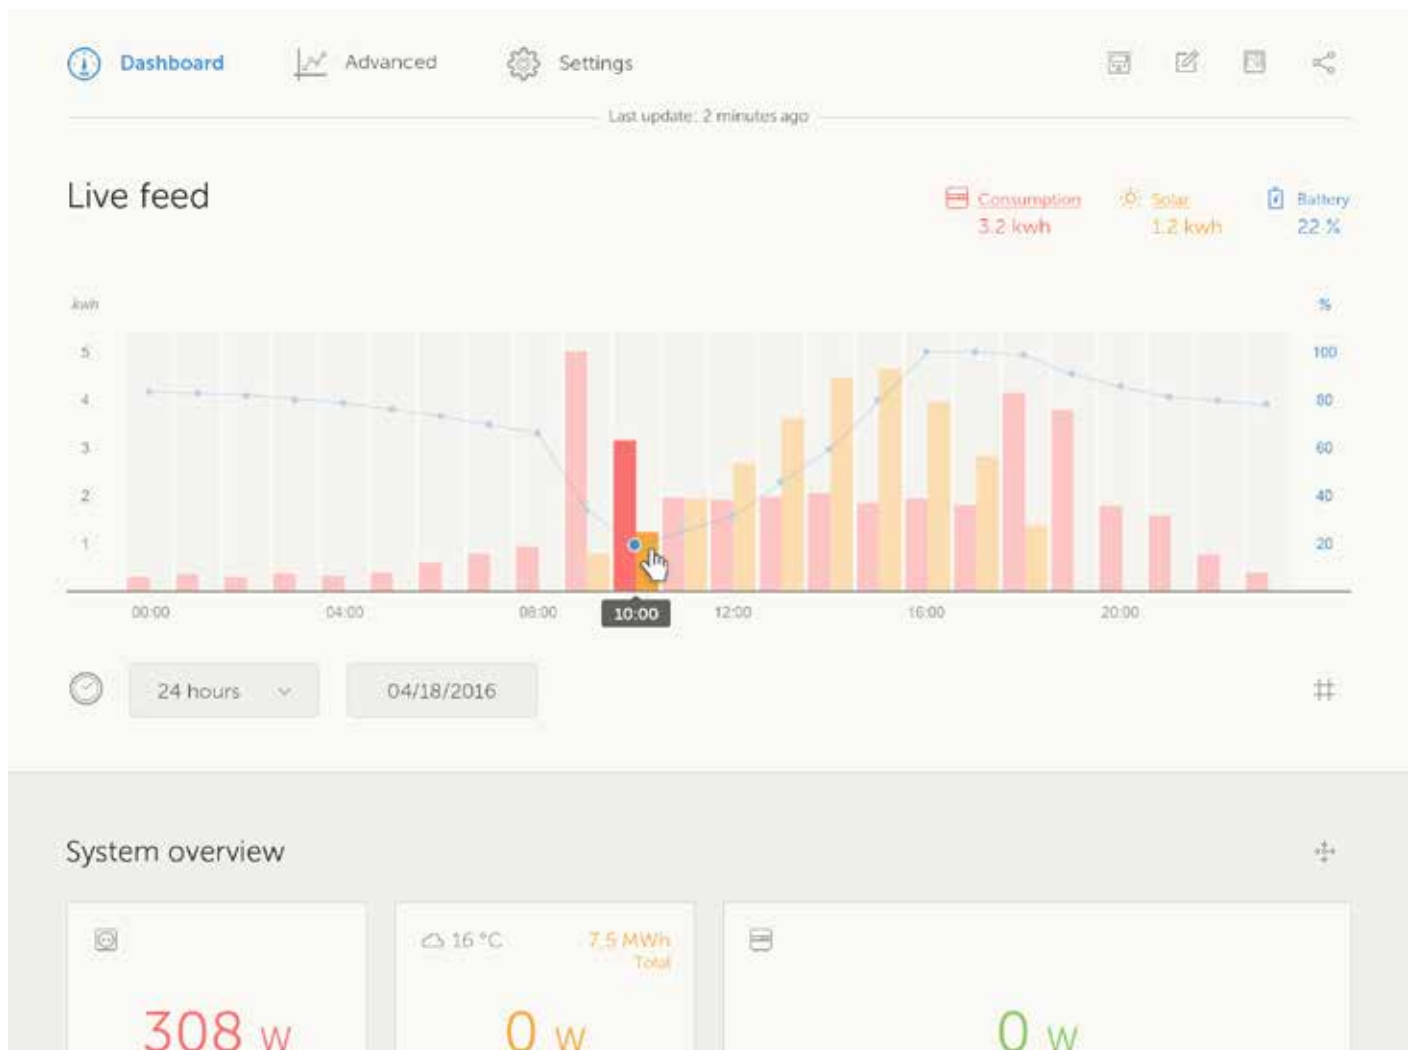 Dashboard Advanced Settings
Last update: 2 minutes ago
Live feed
Consumption Solar Battery
3.2 kwh 1.2 kwh 22 %
kwh %
5 100
4 80
3 60
2 40
1 20
00:00 04:00 08:00 10:00 12:00 16:00 20:00
24 hours 04/18/2016
System overview
16 °C 7.5 MWh
Total
308 W 0 W 0 W